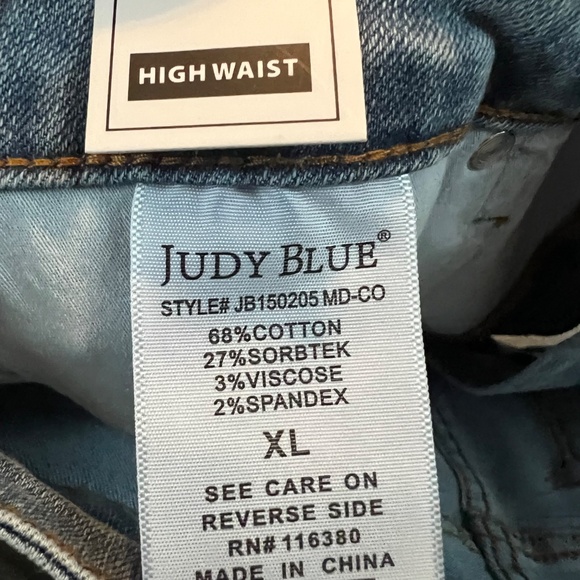 HIGH WAIST
JUDY BLUE®
STYLE# JB150205 MD-CO
68%COTTON
27%SORBTEK
3%VISCOSE
2%SPANDEX
XL
SEE CARE ON
REVERSE SIDE
RN# 116380
MADE IN CHINA